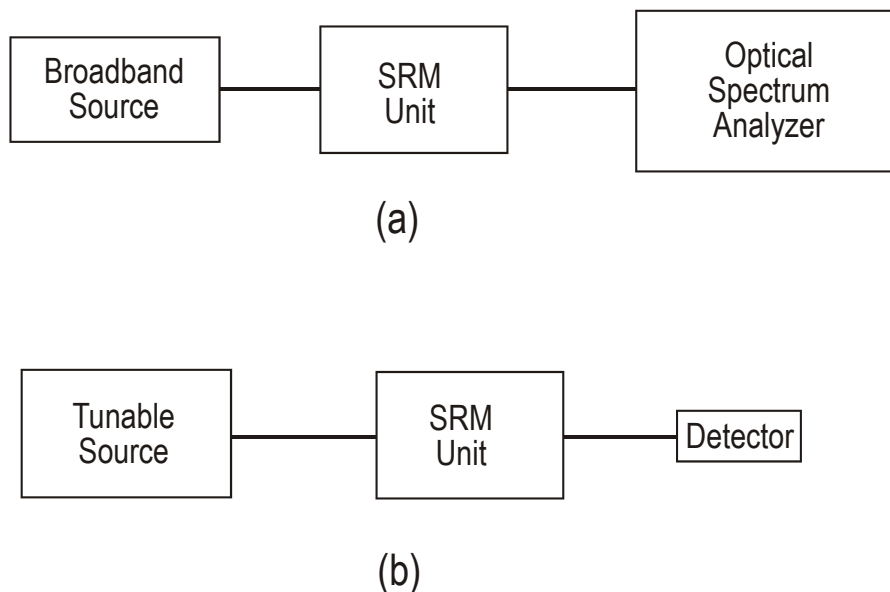 Broadband
Source
SRM
Unit
Optical
Spectrum
Analyzer
(a)
Tunable
Source
SRM
Unit
Detector
(b)